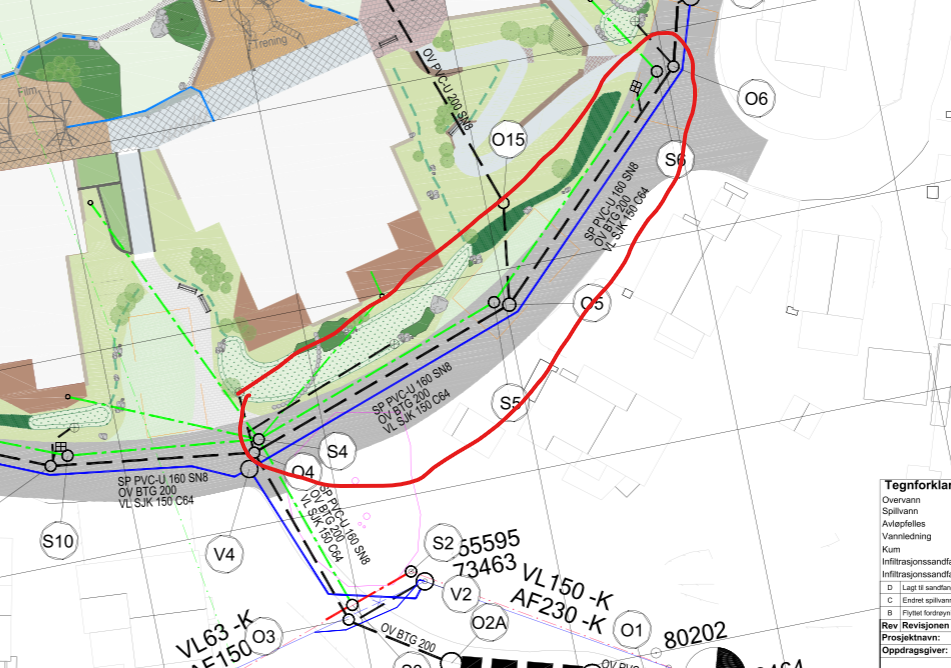 Trening
Film
OV PVC-U 200 SN8
O15
O6
S6
SP PVC-U 160 SN8
OV BTG 200
VL SJK 150 C64
O5
S5
SP PVC-U 160 SN8
OV BTG 200
VL SJK 150 C64
S4
O4
SP PVC-U 160 SN8
OV BTG 200
VL SJK 150 C64
SP PVC-U 160 SN8
OV BTG 200
VL SJK 150 C64
S10
V4
S2
55595
73463
V2
VL150 -K
AF230 -K
O2A
O1
80202
VL63 -K
AF150
O3
OV BTG 200
Tegnforklar
Overvann
Spillvann
Avløpfelles
Vannledning
Kum
Infiltrasjonssandfa
Infiltrasjonssandfa
D Lagt til sandfan
C Endret spillvann
B Flyttet fordrøyn
Rev Revisjonen
Prosjektnavn:
Oppdragsgiver: